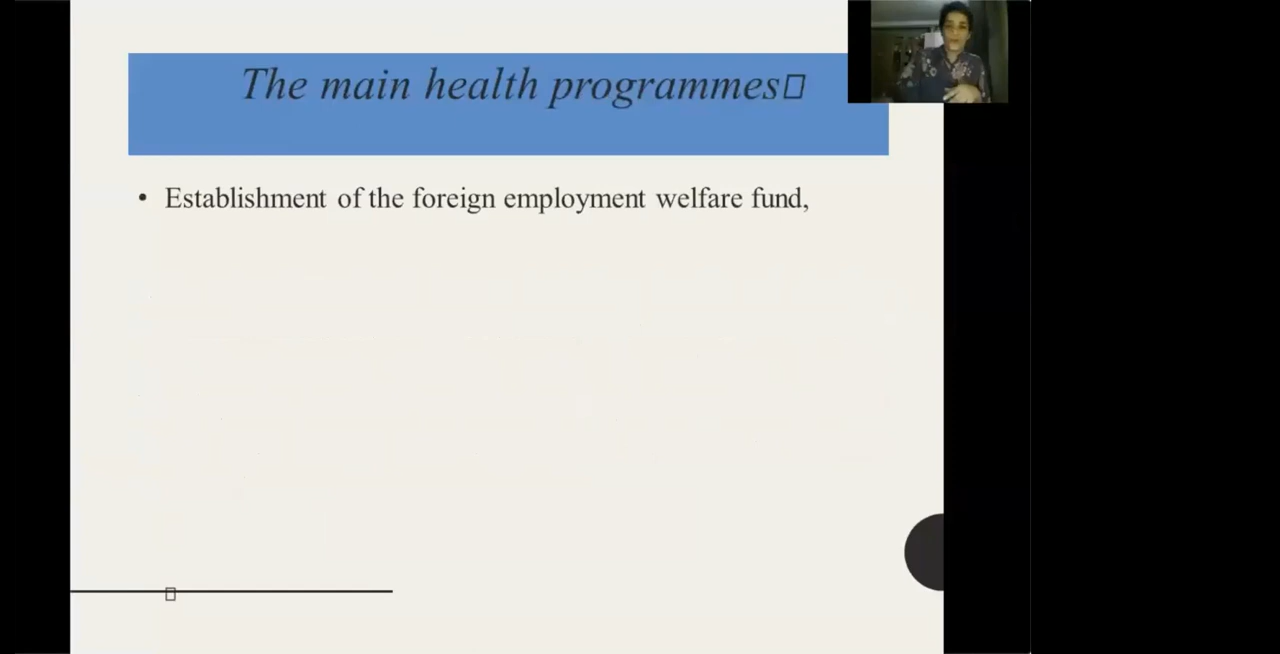 The main health programmes
• Establishment of the foreign employment welfare fund,